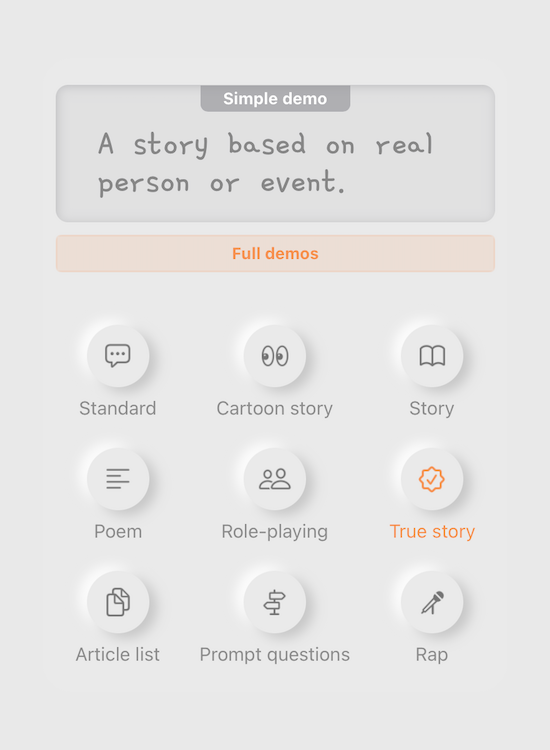 Simple demo
A story based on real
person or event.
Full demos
Standard
Cartoon story
Story
Poem
Role-playing
True story
Article list
Prompt questions
Rap